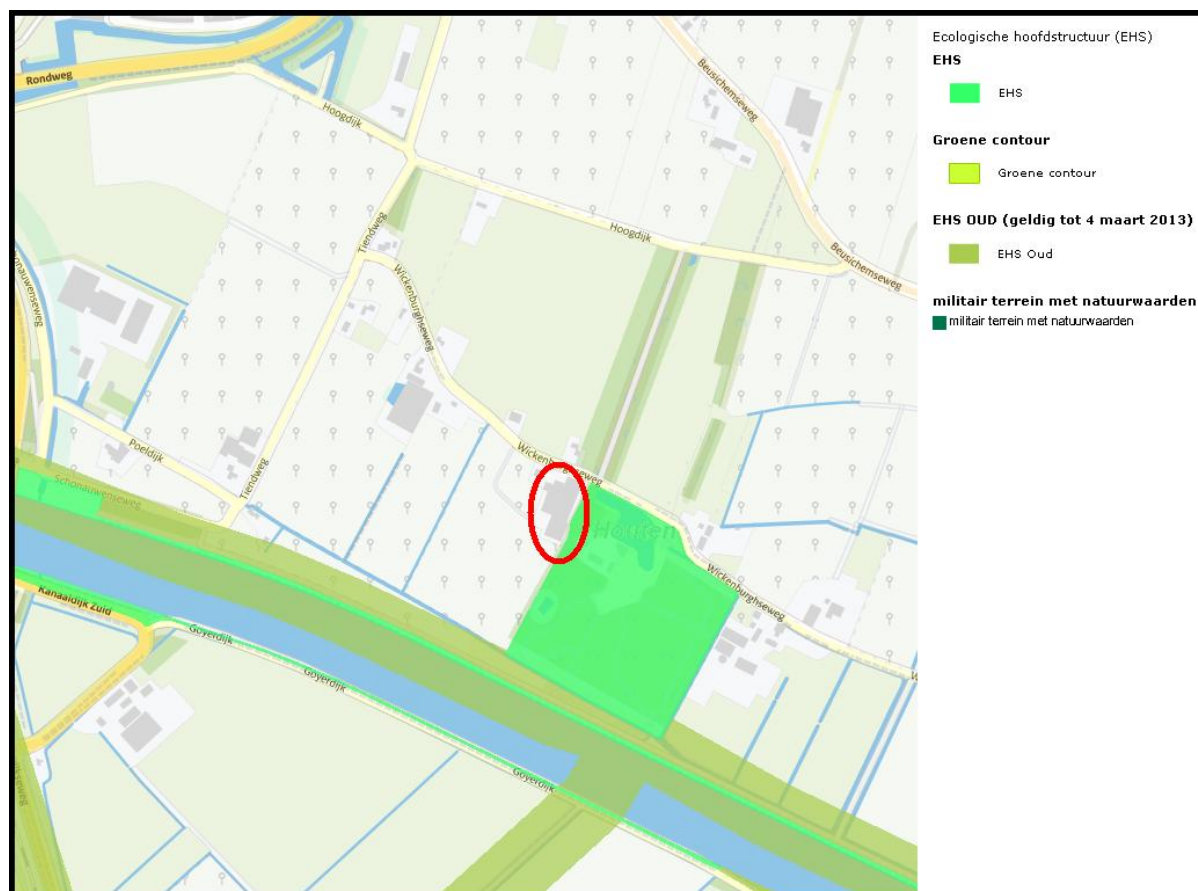 Ecologische hoofdstructuur (EHS)
EHS
EHS
Groene contour
Groene contour
EHS OUD (geldig tot 4 maart 2013)
EHS Oud
militair terrein met natuurwaarden
militair terrein met natuurwaarden
Rondweg
Hoogdijk
Beusichemseweg
Beusichemseweg
Tiendweg
Hoogdijk
Beusichemseweg
Wickenburghseweg
Poeldijk
Tiendweg
Wickenburghseweg
Schonauwenseweg
Houten
Wickenburghseweg
Kanaaldijk Zuid
Goyerdijk
Goyerdijk
Goyerdijk